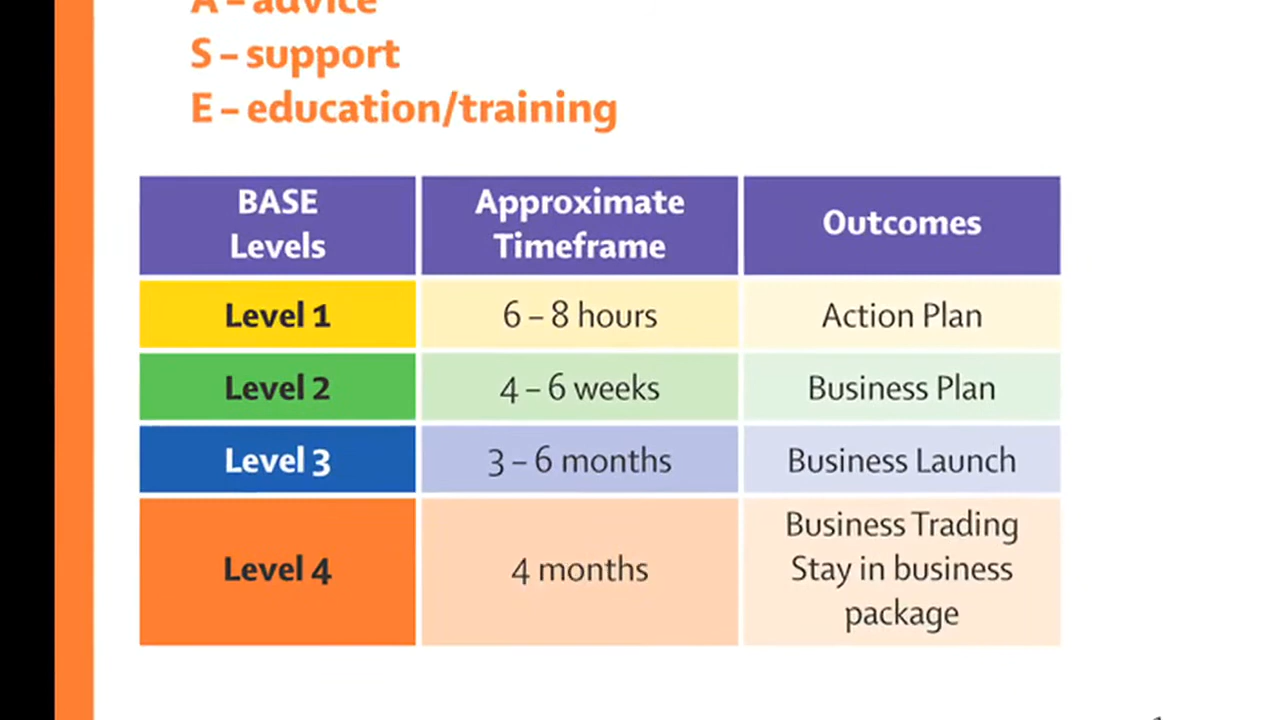 A – advice
S – support
E – education/training
BASE
Levels
Approximate
Timeframe
Outcomes
Level 1
6 – 8 hours
Action Plan
Level 2
4 – 6 weeks
Business Plan
Level 3
3 – 6 months
Business Launch
Level 4
4 months
Business Trading
Stay in business
package